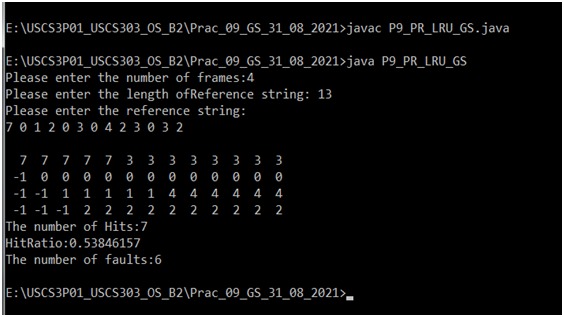 E:\USCS3P01_USCS303_OS_B2\Prac_09_GS_31_08_2021>javac P9_PR_LRU_GS.java
E:\USCS3P01_USCS303_OS_B2\Prac_09_GS_31_08_2021>java P9_PR_LRU_GS
Please enter the number of frames:4
Please enter the length ofReference string: 13
Please enter the reference string:
7 0 1 2 0 3 0 4 2 3 0 3 2
7 7 7 7 7 3 3 3 3 3 3 3 3
-1 0 0 0 0 0 0 0 0 0 0 0 0
-1 -1 1 1 1 1 1 4 4 4 4 4 4
-1 -1 -1 2 2 2 2 2 2 2 2 2 2
The number of Hits:7
HitRatio:0.53846157
The number of faults:6
E:\USCS3P01_USCS303_OS_B2\Prac_09_GS_31_08_2021>